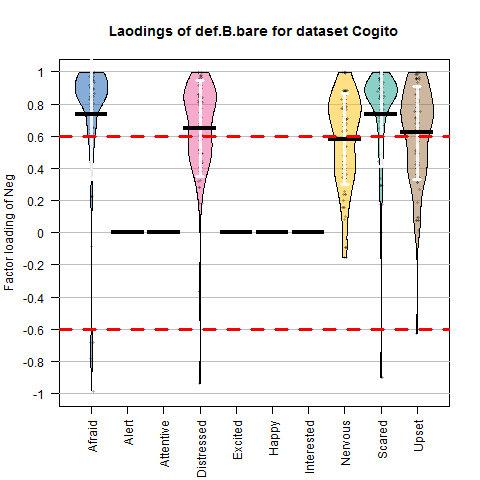 Laodings of def.B.bare for dataset Cogito
Factor loading of Neg
1
0.8
0.6
0.4
0.2
0
-0.2
-0.4
-0.6
-0.8
-1
Afraid
Alert
Attentive
Distressed
Excited
Happy
Interested
Nervous
Scared
Upset